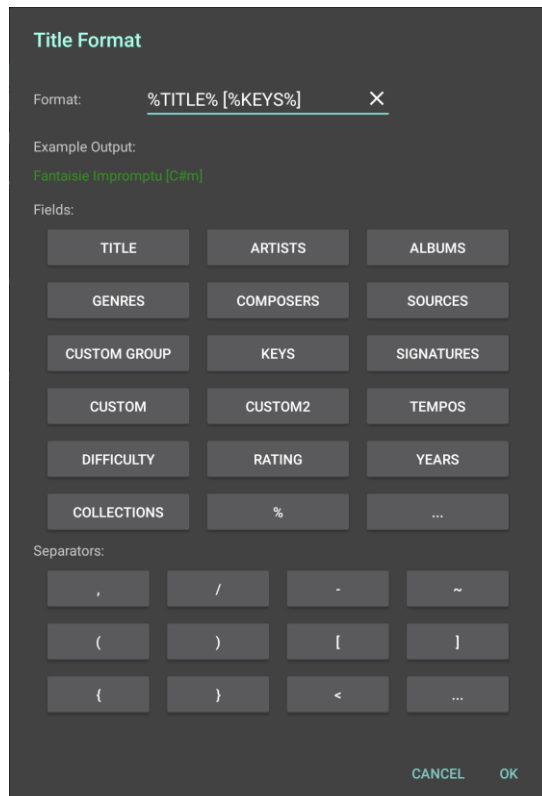 Title Format
Format: %TITLE% [%KEYS%] ✕
Example Output:
Fantaisie Impromptu [C#m]
Fields:
TITLE ARTISTS ALBUMS
GENRES COMPOSERS SOURCES
CUSTOM GROUP KEYS SIGNATURES
CUSTOM CUSTOM2 TEMPOS
DIFFICULTY RATING YEARS
COLLECTIONS % ...
Separators:
, / - ~
( ) [ ]
{ } < ...
CANCEL OK